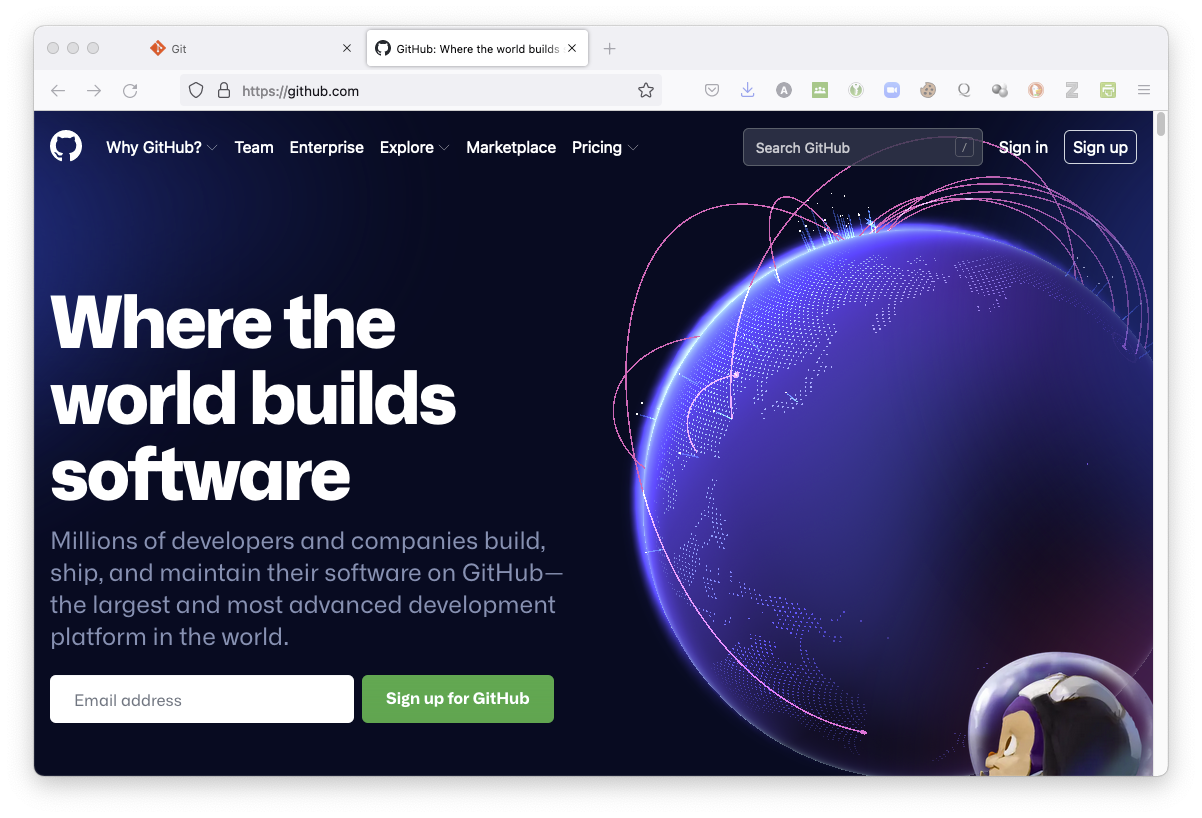 Git
GitHub: Where the world builds
https://github.com
Why GitHub? Team Enterprise Explore Marketplace Pricing Search GitHub / Sign in Sign up
Where the
world builds
software
Millions of developers and companies build,
ship, and maintain their software on GitHub—
the largest and most advanced development
platform in the world.
Email address Sign up for GitHub